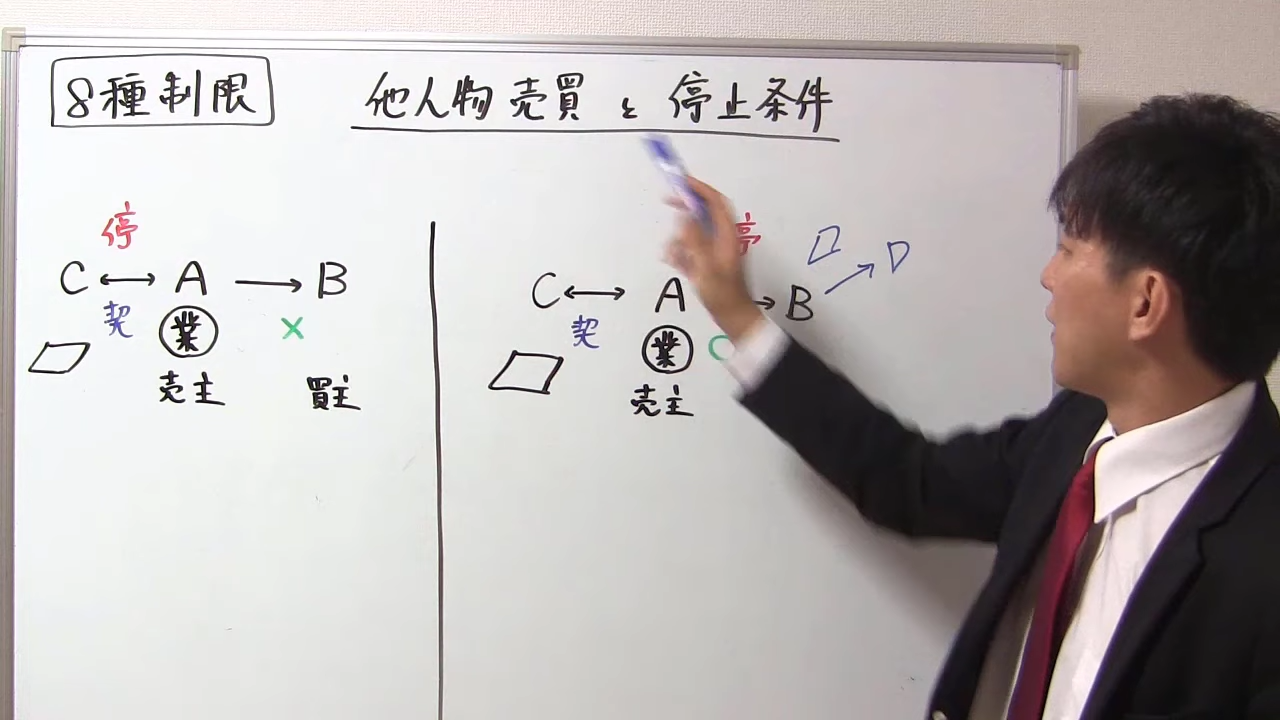 8種制限 他人物売買と停止条件
停
C ↔ A → B
契 業 ×
売主 買主
停 D
C ↔ A → B
契 業 ○
売主